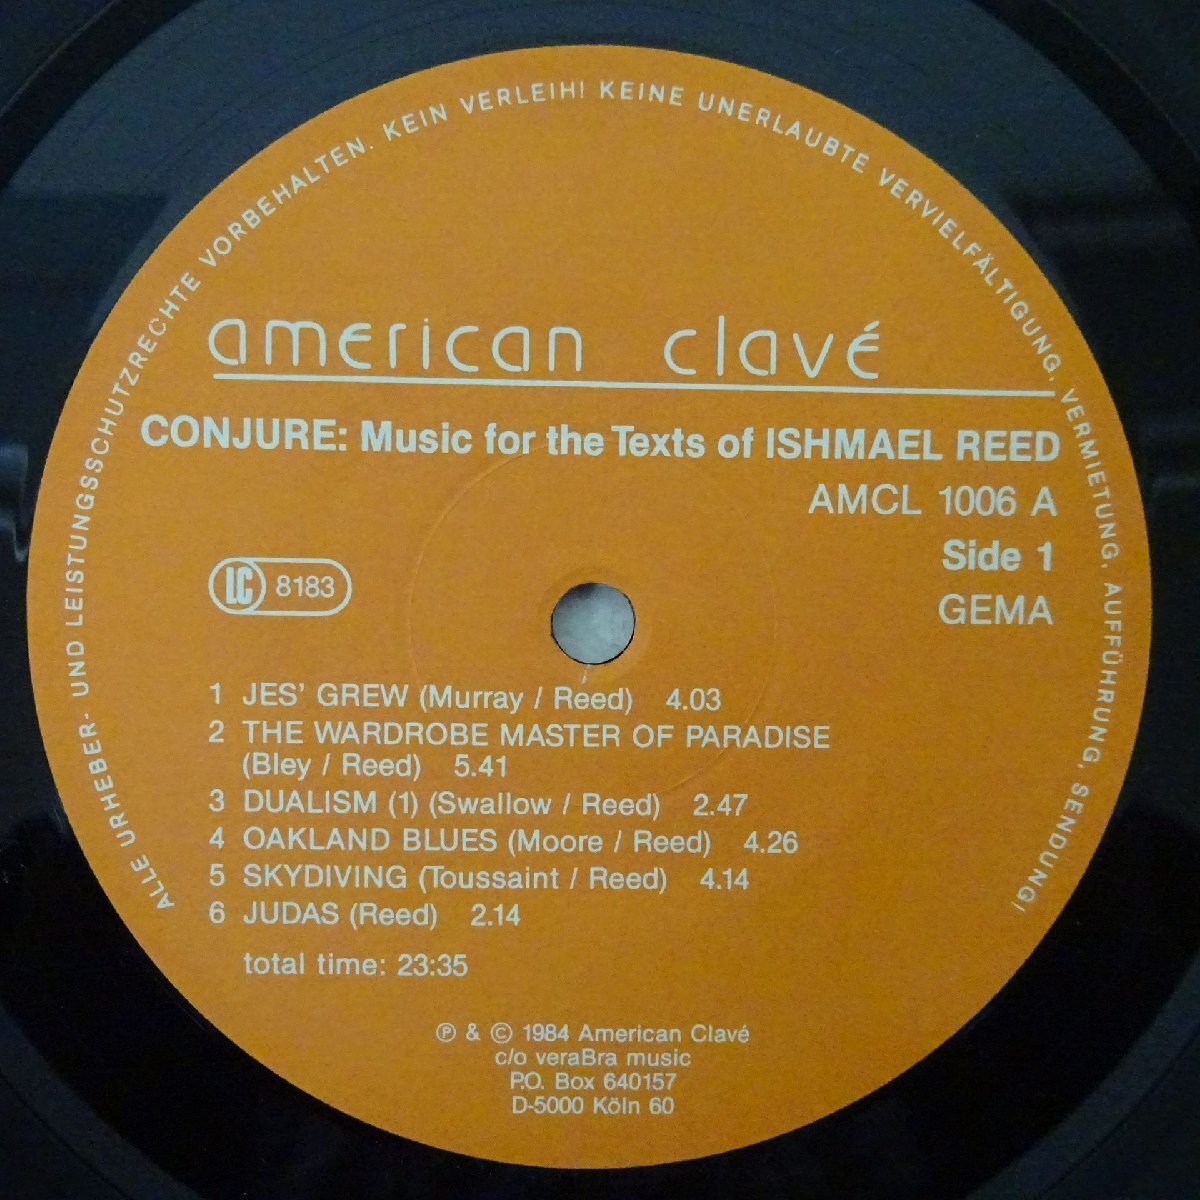 ALLE URHEBER- UND LEISTUNGSSCHUTZRECHTE VORBEHALTEN. KEIN VERLEIH! KEINE UNERLAUBTE VERVIELFÄLTIGUNG, VERMIETUNG, AUFFÜHRUNG, SENDUNG!
american clavé
CONJURE: Music for the Texts of ISHMAEL REED
AMCL 1006 A
Side 1
LC 8183
GEMA
1 JES' GREW (Murray / Reed) 4.03
2 THE WARDROBE MASTER OF PARADISE
(Bley / Reed) 5.41
3 DUALISM (1) (Swallow / Reed) 2.47
4 OAKLAND BLUES (Moore / Reed) 4.26
5 SKYDIVING (Toussaint / Reed) 4.14
6 JUDAS (Reed) 2.14
total time: 23:35
℗ & © 1984 American Clavé
c/o veraBra music
P.O. Box 640157
D-5000 Köln 60